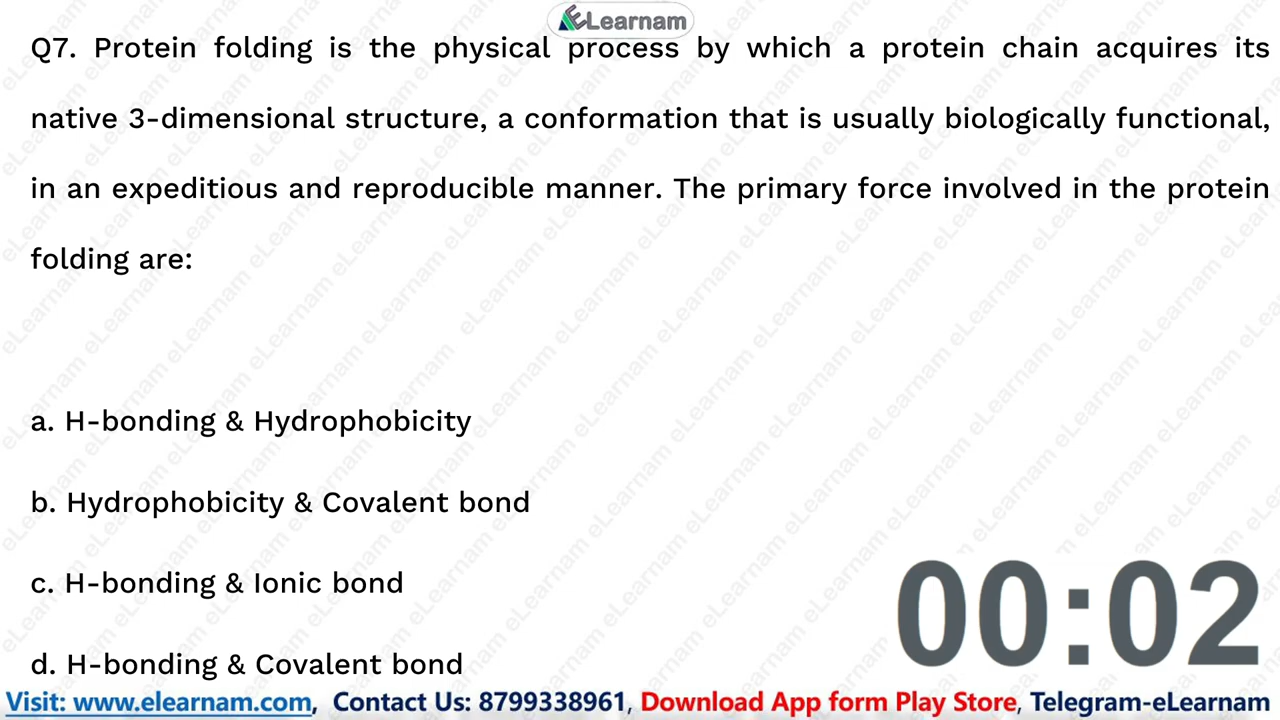 ELearnam
Q7. Protein folding is the physical process by which a protein chain acquires its
native 3-dimensional structure, a conformation that is usually biologically functional,
in an expeditious and reproducible manner. The primary force involved in the protein
folding are:
a. H-bonding & Hydrophobicity
b. Hydrophobicity & Covalent bond
c. H-bonding & Ionic bond
d. H-bonding & Covalent bond
00:02
Visit: www.elearnam.com, Contact Us: 8799338961, Download App form Play Store, Telegram-eLearnam